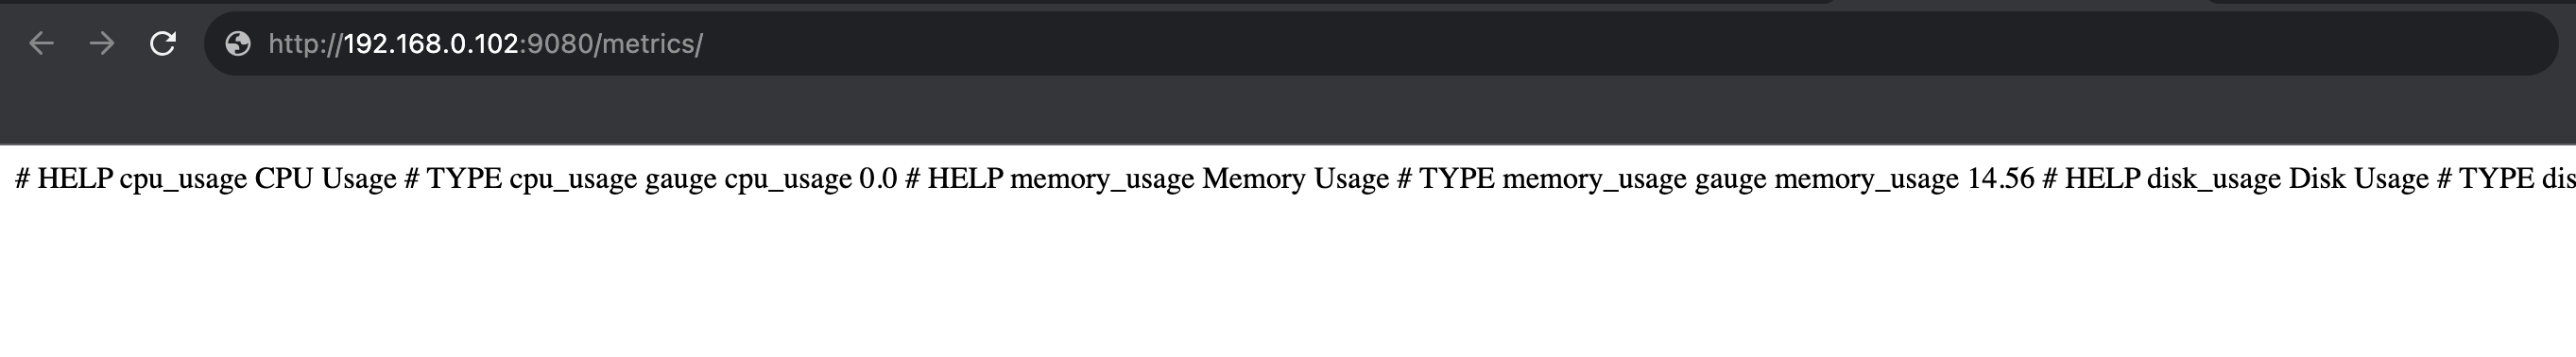 http://192.168.0.102:9080/metrics/
# HELP cpu_usage CPU Usage # TYPE cpu_usage gauge cpu_usage 0.0 # HELP memory_usage Memory Usage # TYPE memory_usage gauge memory_usage 14.56 # HELP disk_usage Disk Usage # TYPE dis